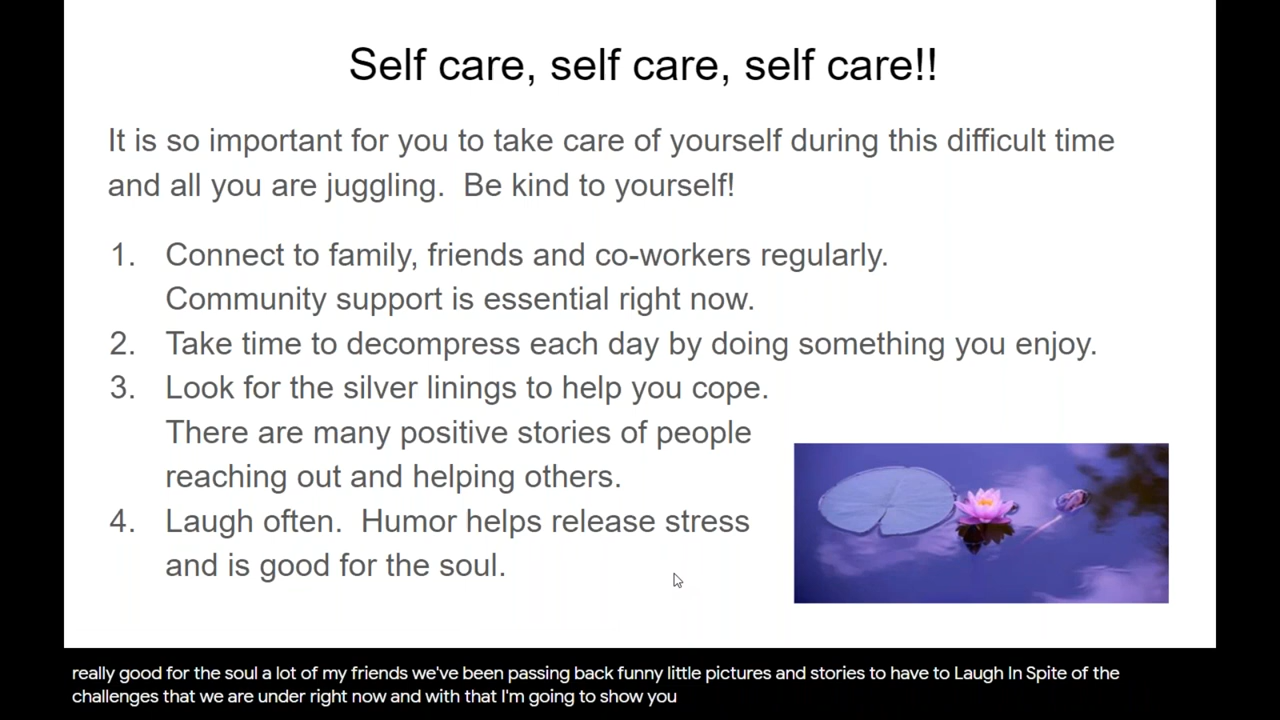 Self care, self care, self care!!
It is so important for you to take care of yourself during this difficult time
and all you are juggling.  Be kind to yourself!
1. Connect to family, friends and co-workers regularly.
Community support is essential right now.
2. Take time to decompress each day by doing something you enjoy.
3. Look for the silver linings to help you cope.
There are many positive stories of people
reaching out and helping others.
4. Laugh often.  Humor helps release stress
and is good for the soul.
really good for the soul a lot of my friends we've been passing back funny little pictures and stories to have to Laugh In Spite of the
challenges that we are under right now and with that I'm going to show you